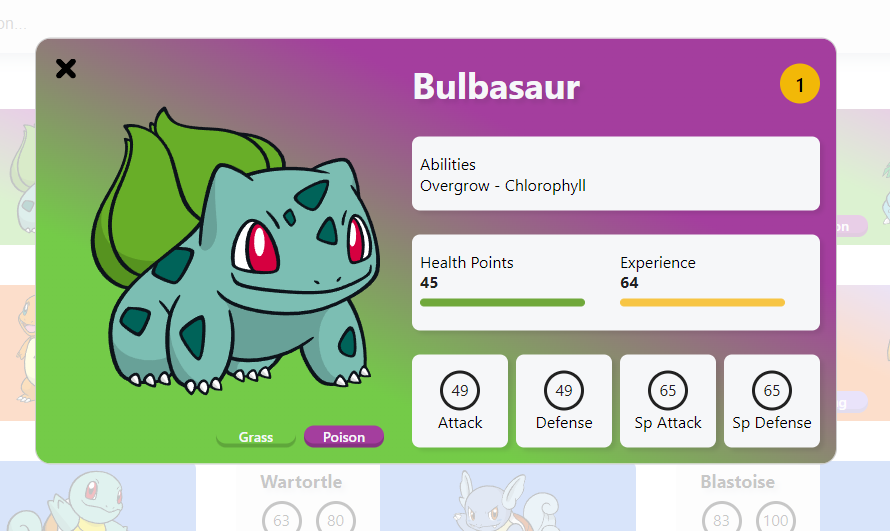 on...
Bulbasaur
1
Abilities
Overgrow - Chlorophyll
Health Points
45
Experience
64
49
Attack
49
Defense
65
Sp Attack
65
Sp Defense
Grass
Poison
on
Wartortle
63
80
Blastoise
83
100